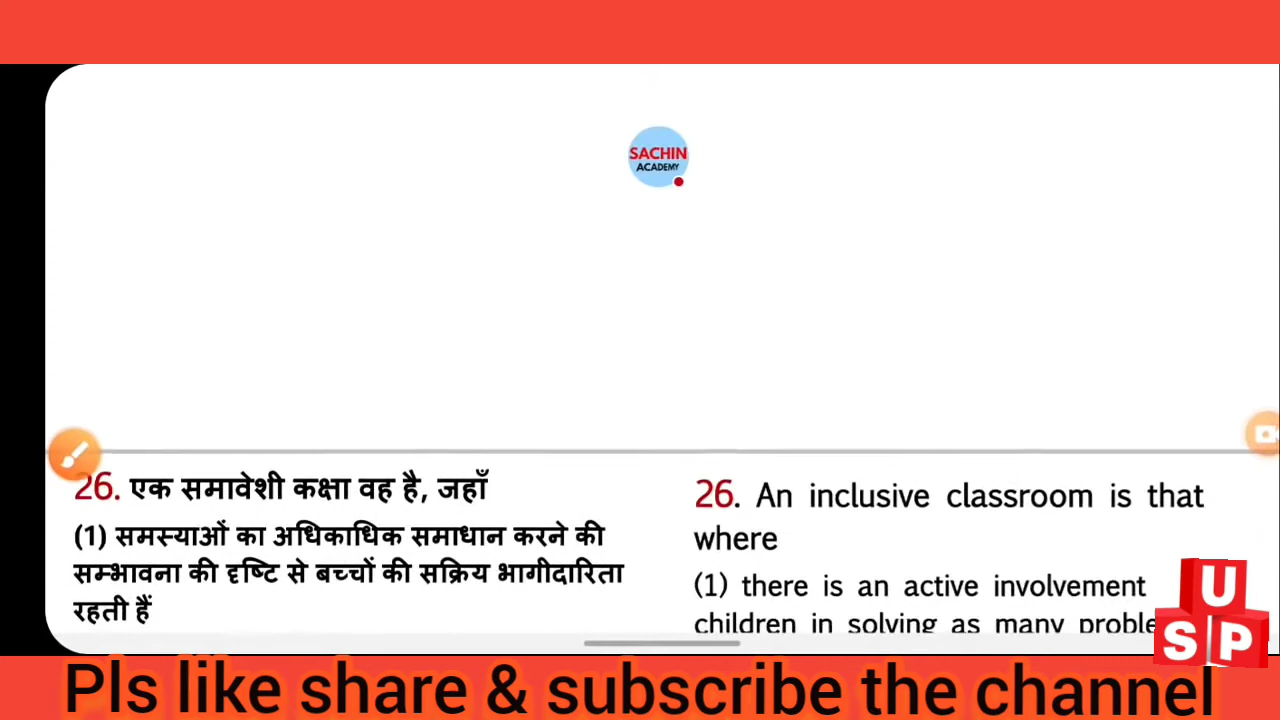 SACHIN
ACADEMY
26. एक समावेशी कक्षा वह है, जहाँ
(1) समस्याओं का अधिकाधिक समाधान करने की
सम्भावना की दृष्टि से बच्चों की सक्रिय भागीदारिता
रहती हैं
26. An inclusive classroom is that
where
(1) there is an active involvement
children in solving as many
U
S P
Pls like share & subscribe the channel